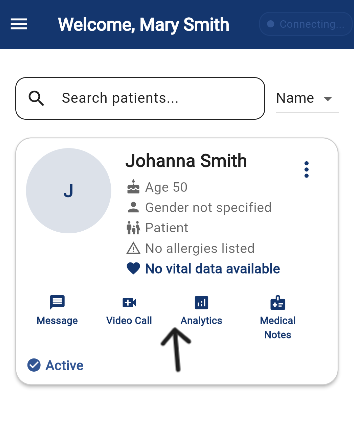 Welcome, Mary Smith
Connecting...
Search patients...
Name
J
Johanna Smith
Age 50
Gender not specified
Patient
No allergies listed
No vital data available
Message
Video Call
Analytics
Medical
Notes
Active